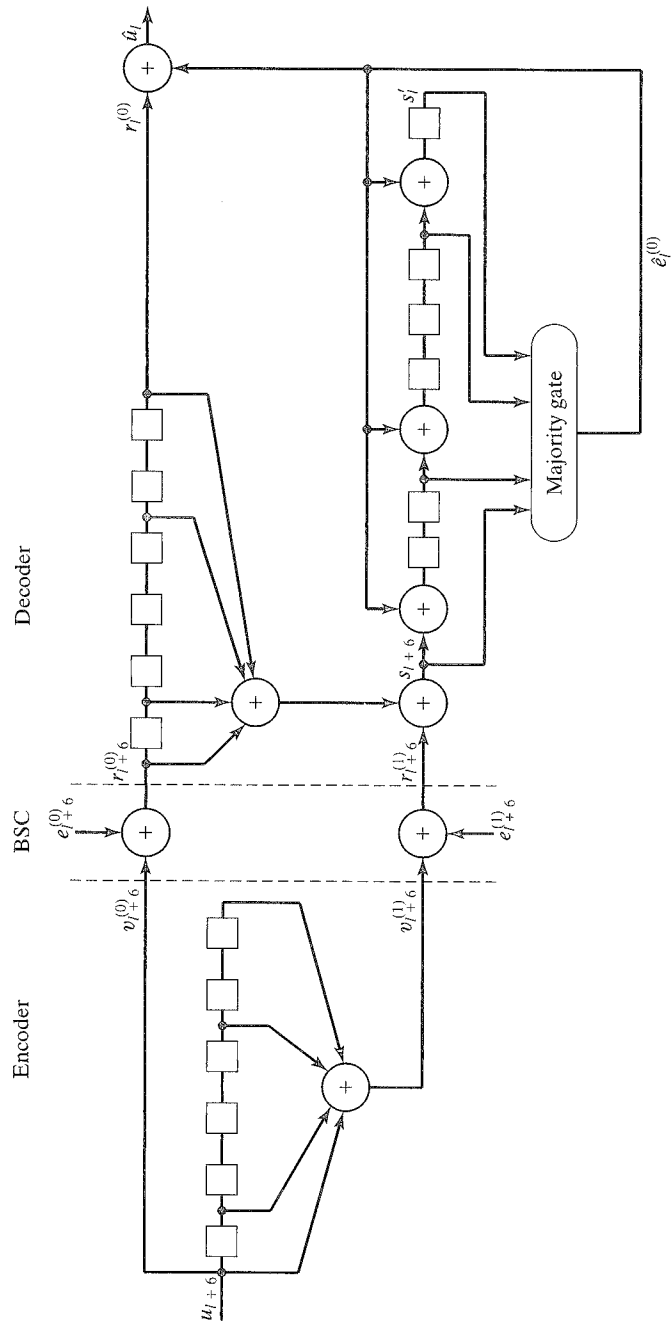 Encoder
BSC
Decoder
u_{l+6}
v_{l+6}^{(0)}
e_{l+6}^{(0)}
r_{l+6}^{(0)}
r_l^{(0)}
û_l
+
+
+
+
v_{l+6}^{(1)}
e_{l+6}^{(1)}
+
r_{l+6}^{(1)}
+
s_{l+6}
+
+
+
s'_l
Majority gate
ê_l^{(0)}